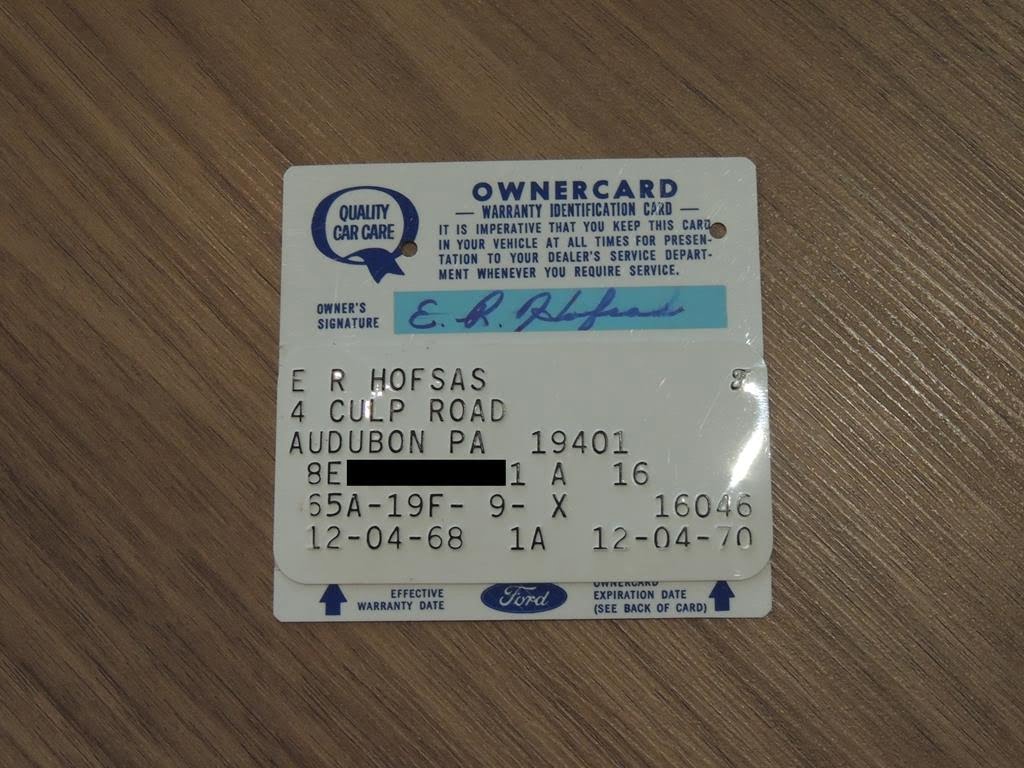 QUALITY
CAR CARE
OWNERCARD
— WARRANTY IDENTIFICATION CARD —
IT IS IMPERATIVE THAT YOU KEEP THIS CARD
IN YOUR VEHICLE AT ALL TIMES FOR PRESEN-
TATION TO YOUR DEALER'S SERVICE DEPART-
MENT WHENEVER YOU REQUIRE SERVICE.
OWNER'S
SIGNATURE
E. R. Hofsas
E R HOFSAS
4 CULP ROAD
AUDUBON PA 19401
8E 1 A 16
65A-19F- 9- X 16046
12-04-68 1A 12-04-70
EFFECTIVE
WARRANTY DATE
Ford
OWNERCARD
EXPIRATION DATE
(SEE BACK OF CARD)